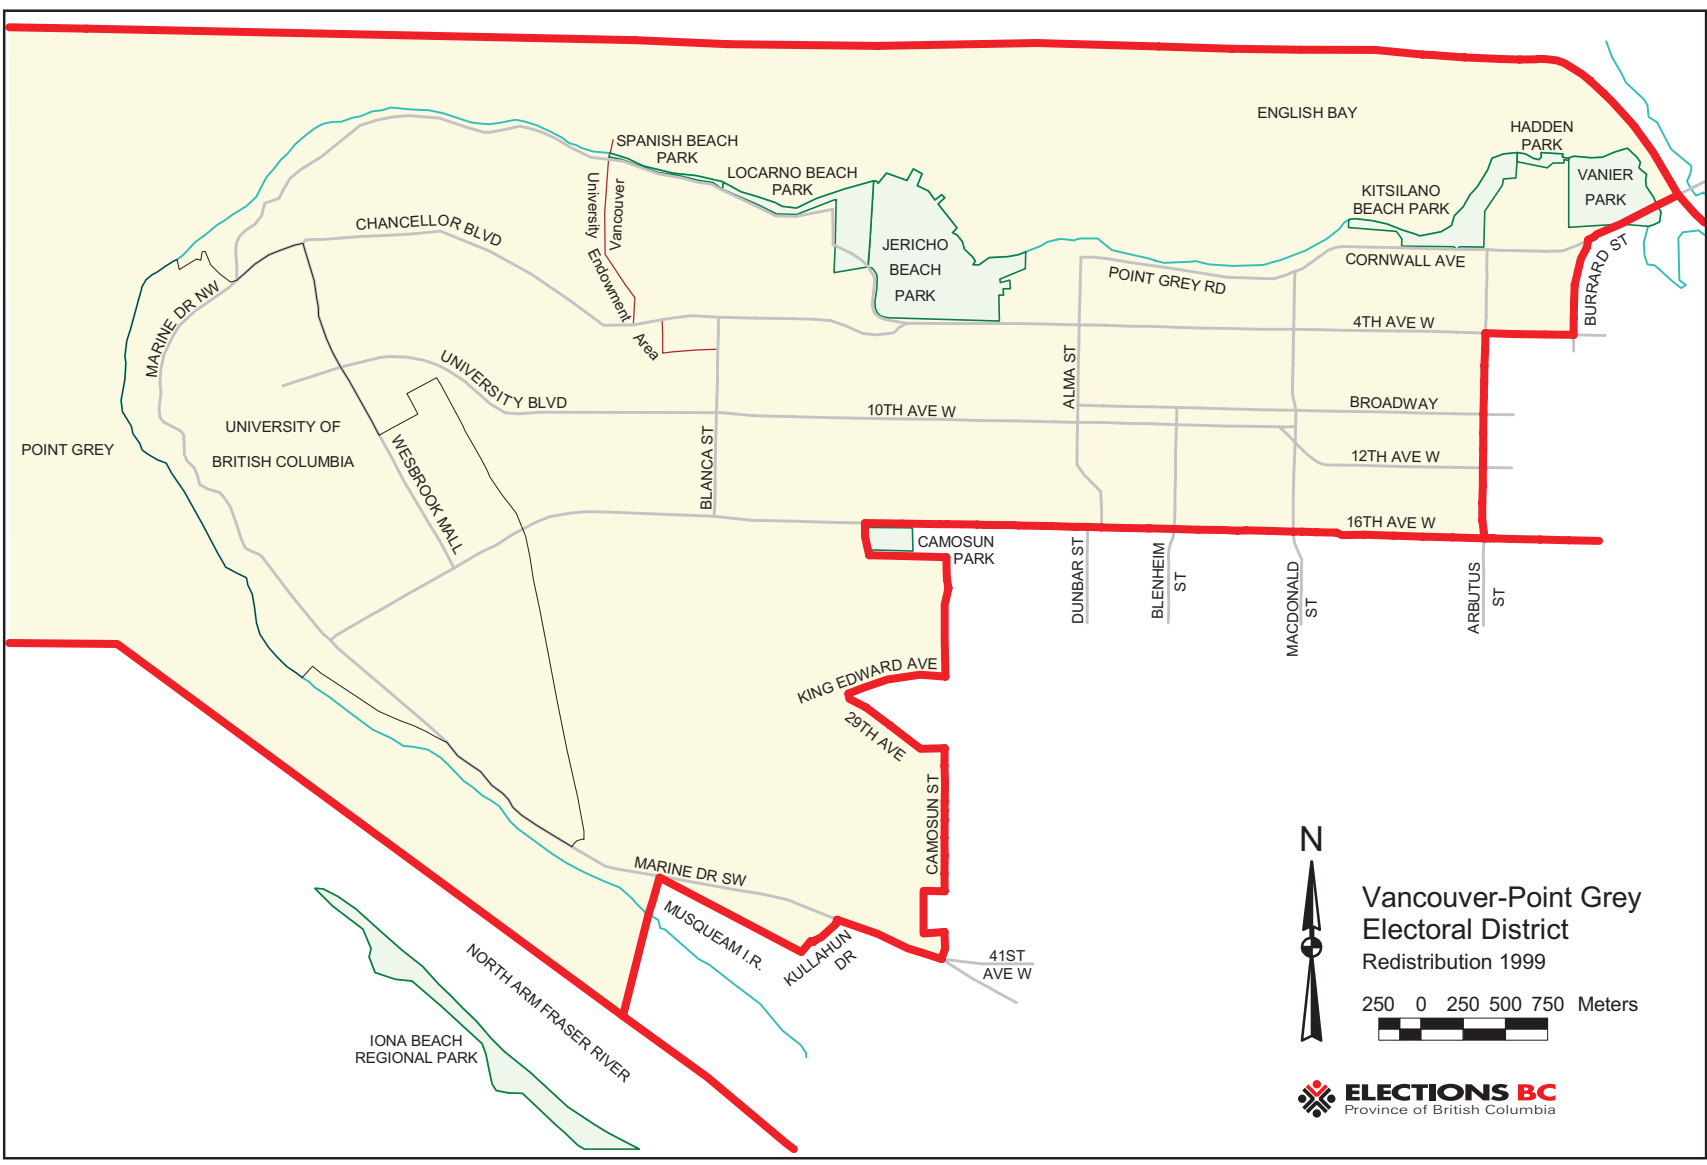 ENGLISH BAY
HADDEN
PARK
SPANISH BEACH
PARK
LOCARNO BEACH
PARK
VANIER
PARK
KITSILANO
BEACH PARK
University Endowment Area
Vancouver
CHANCELLOR BLVD
JERICHO
BEACH
PARK
CORNWALL AVE
POINT GREY RD
BURRARD ST
MARINE DR NW
4TH AVE W
UNIVERSITY BLVD
ALMA ST
BROADWAY
10TH AVE W
UNIVERSITY OF
BRITISH COLUMBIA
POINT GREY
WESBROOK MALL
BLANCA ST
12TH AVE W
16TH AVE W
CAMOSUN
PARK
DUNBAR ST
BLENHEIM
ST
MACDONALD
ST
ARBUTUS
ST
KING EDWARD AVE
29TH AVE
CAMOSUN ST
MARINE DR SW
MUSQUEAM I.R.
KULLAHUN
DR
41ST
AVE W
NORTH ARM FRASER RIVER
IONA BEACH
REGIONAL PARK
N
Vancouver-Point Grey
Electoral District
Redistribution 1999
250 0 250 500 750 Meters
ELECTIONS BC
Province of British Columbia